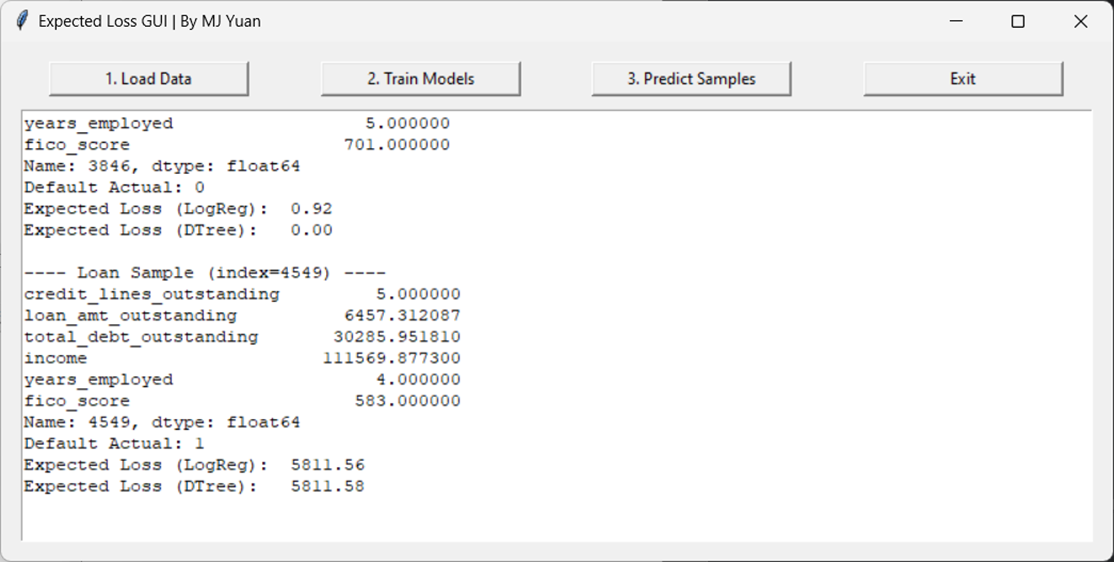 Expected Loss GUI | By MJ Yuan
1. Load Data 2. Train Models 3. Predict Samples Exit
years_employed 5.000000
fico_score 701.000000
Name: 3846, dtype: float64
Default Actual: 0
Expected Loss (LogReg): 0.92
Expected Loss (DTree): 0.00
---- Loan Sample (index=4549) ----
credit_lines_outstanding 5.000000
loan_amt_outstanding 6457.312087
total_debt_outstanding 30285.951810
income 111569.877300
years_employed 4.000000
fico_score 583.000000
Name: 4549, dtype: float64
Default Actual: 1
Expected Loss (LogReg): 5811.56
Expected Loss (DTree): 5811.58